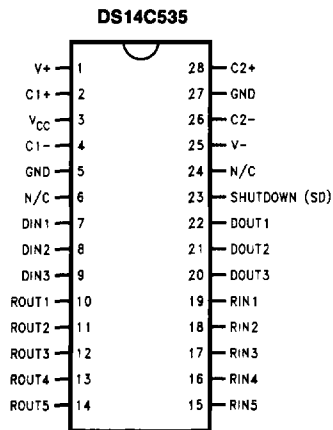 DS14C535
V+ 1 28 C2+
C1+ 2 27 GND
VCC 3 26 C2-
C1- 4 25 V-
GND 5 24 N/C
N/C 6 23 SHUTDOWN (SD)
DIN1 7 22 DOUT1
DIN2 8 21 DOUT2
DIN3 9 20 DOUT3
ROUT1 10 19 RIN1
ROUT2 11 18 RIN2
ROUT3 12 17 RIN3
ROUT4 13 16 RIN4
ROUT5 14 15 RIN5